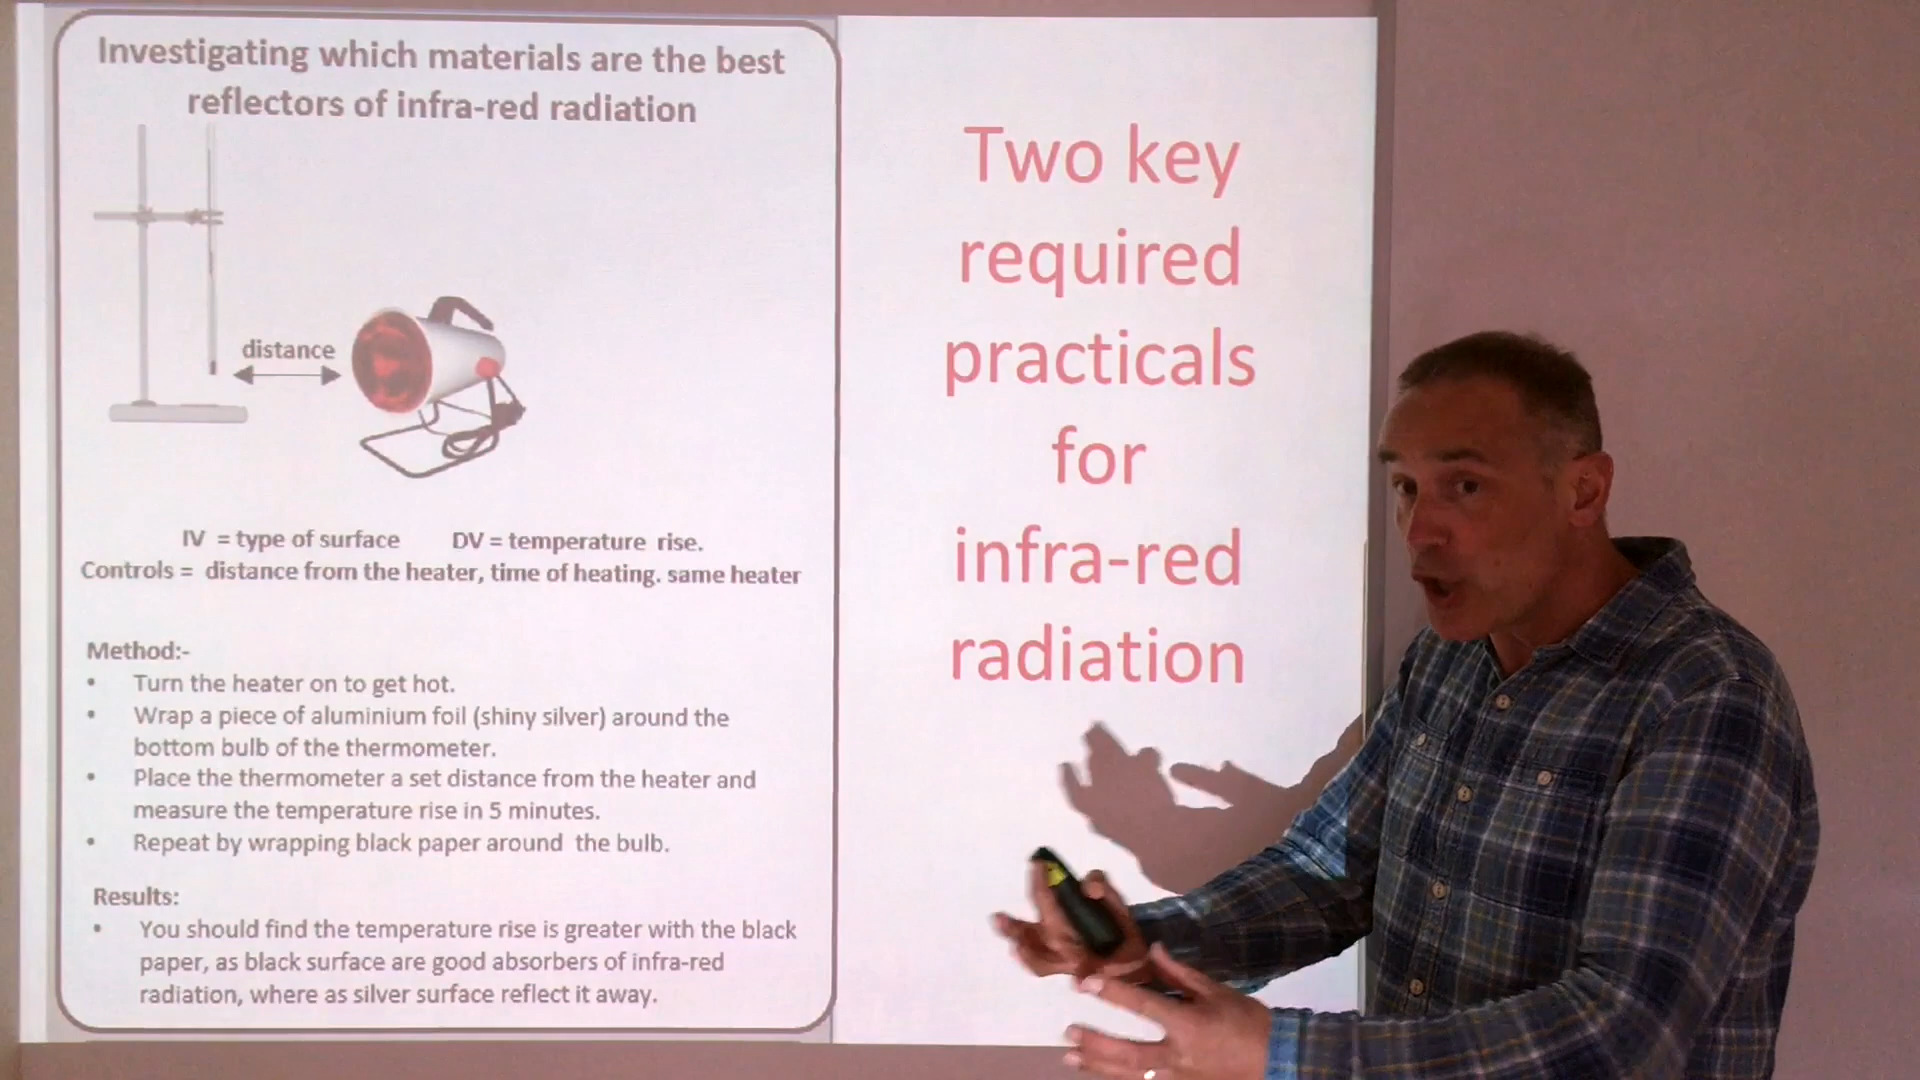 Investigating which materials are the best
reflectors of infra-red radiation
distance
IV = type of surface DV = temperature rise.
Controls = distance from the heater, time of heating. same heater
Method:-
• Turn the heater on to get hot.
• Wrap a piece of aluminium foil (shiny silver) around the
bottom bulb of the thermometer.
• Place the thermometer a set distance from the heater and
measure the temperature rise in 5 minutes.
• Repeat by wrapping black paper around the bulb.
Results:
• You should find the temperature rise is greater with the black
paper, as black surface are good absorbers of infra-red
radiation, where as silver surface reflect it away.
Two key
required
practicals
for
infra-red
radiation